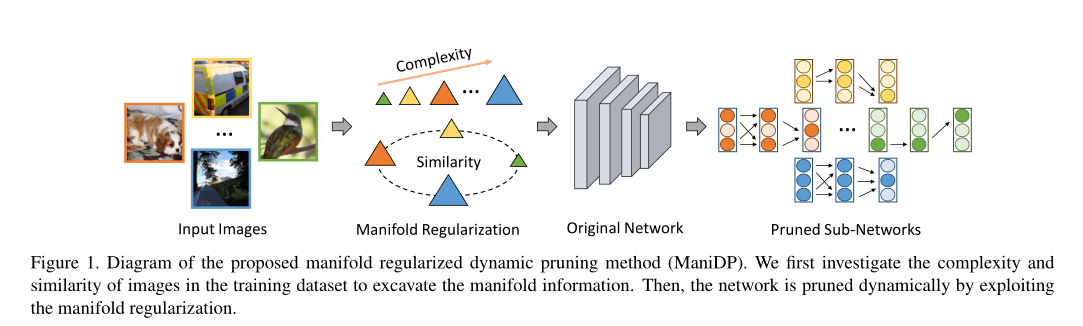 Complexity
...
...
...
Similarity
Input Images
Manifold Regularization
Original Network
Pruned Sub-Networks
Figure 1. Diagram of the proposed manifold regularized dynamic pruning method (ManiDP). We first investigate the complexity and
similarity of images in the training dataset to excavate the manifold information. Then, the network is pruned dynamically by exploiting
the manifold regularization.